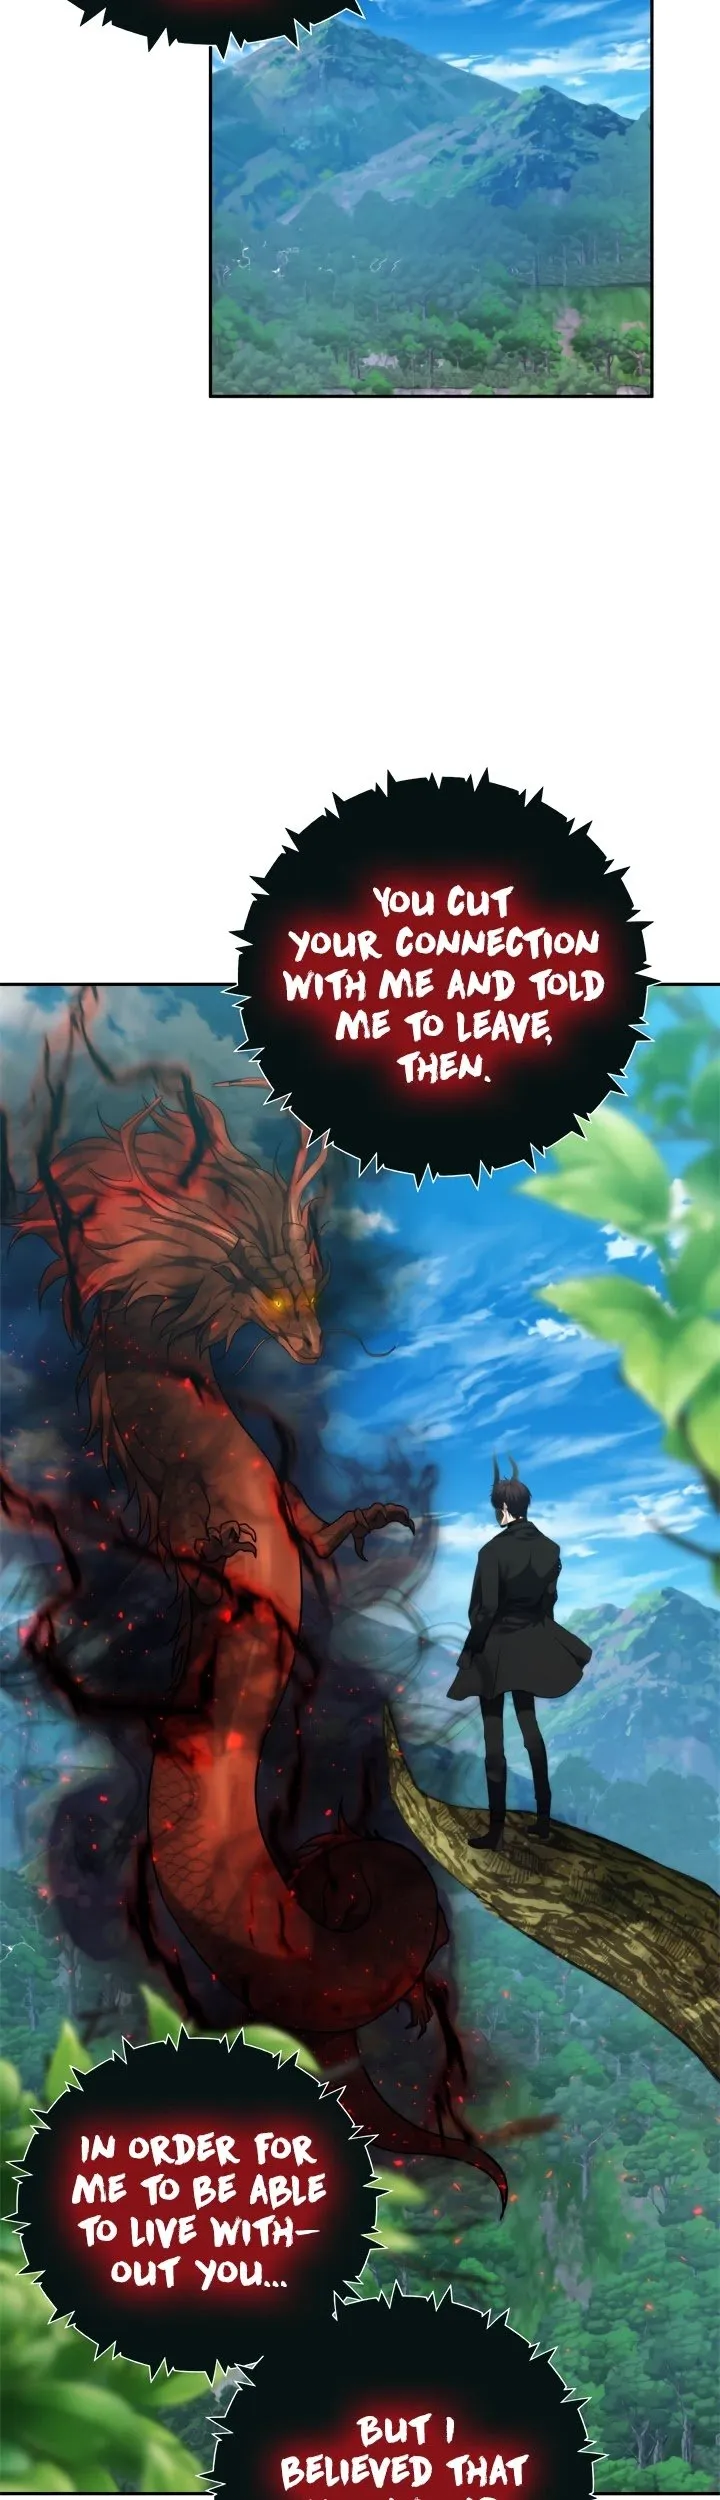 YOU CUT
YOUR CONNECTION
WITH ME AND TOLD
ME TO LEAVE,
THEN.
IN ORDER FOR
ME TO BE ABLE
TO LIVE WITH-
OUT YOU...
BUT I
BELIEVED THAT